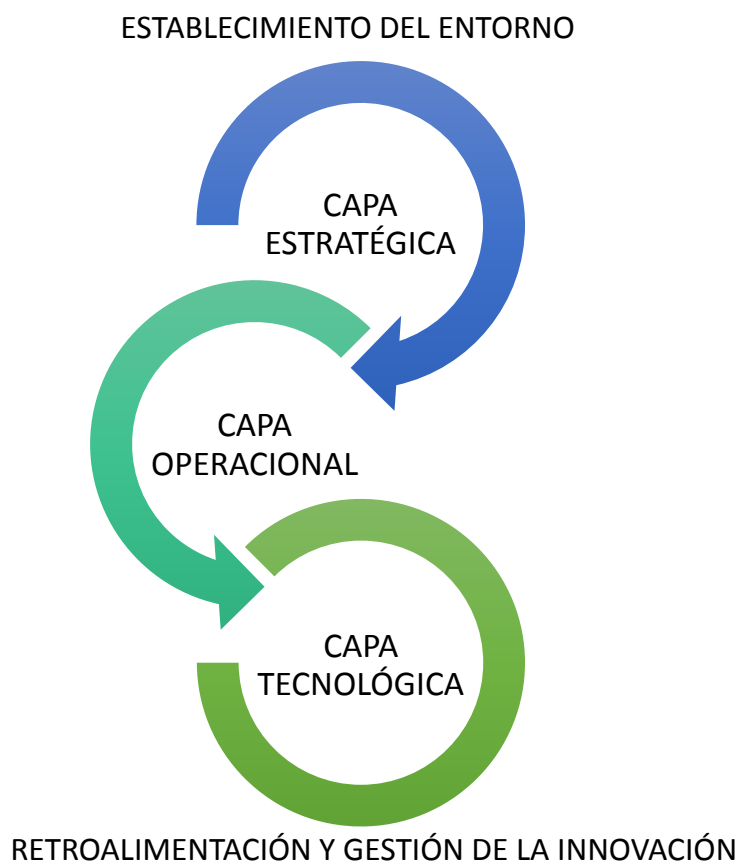 ESTABLECIMIENTO DEL ENTORNO
CAPA
ESTRATÉGICA
CAPA
OPERACIONAL
CAPA
TECNOLÓGICA
RETROALIMENTACIÓN Y GESTIÓN DE LA INNOVACIÓN